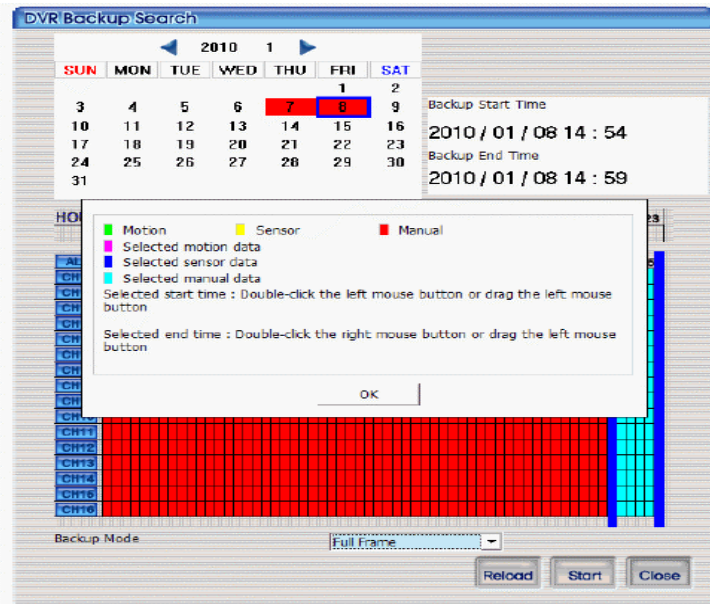 DVR Backup Search
2010 1
SUN MON TUE WED THU FRI SAT
1 2
3 4 5 6 7 8 9
10 11 12 13 14 15 16
17 18 19 20 21 22 23
24 25 26 27 28 29 30
31
Backup Start Time
2010 / 01 / 08 14 : 54
Backup End Time
2010 / 01 / 08 14 : 59
Motion Sensor Manual
Selected motion data
Selected sensor data
Selected manual data
Selected start time : Double-click the left mouse button or drag the left mouse
button
Selected end time : Double-click the right mouse button or drag the left mouse
button
OK
CH11
CH12
CH13
CH14
CH15
CH16
Backup Mode Full Frame
Reload Start Close